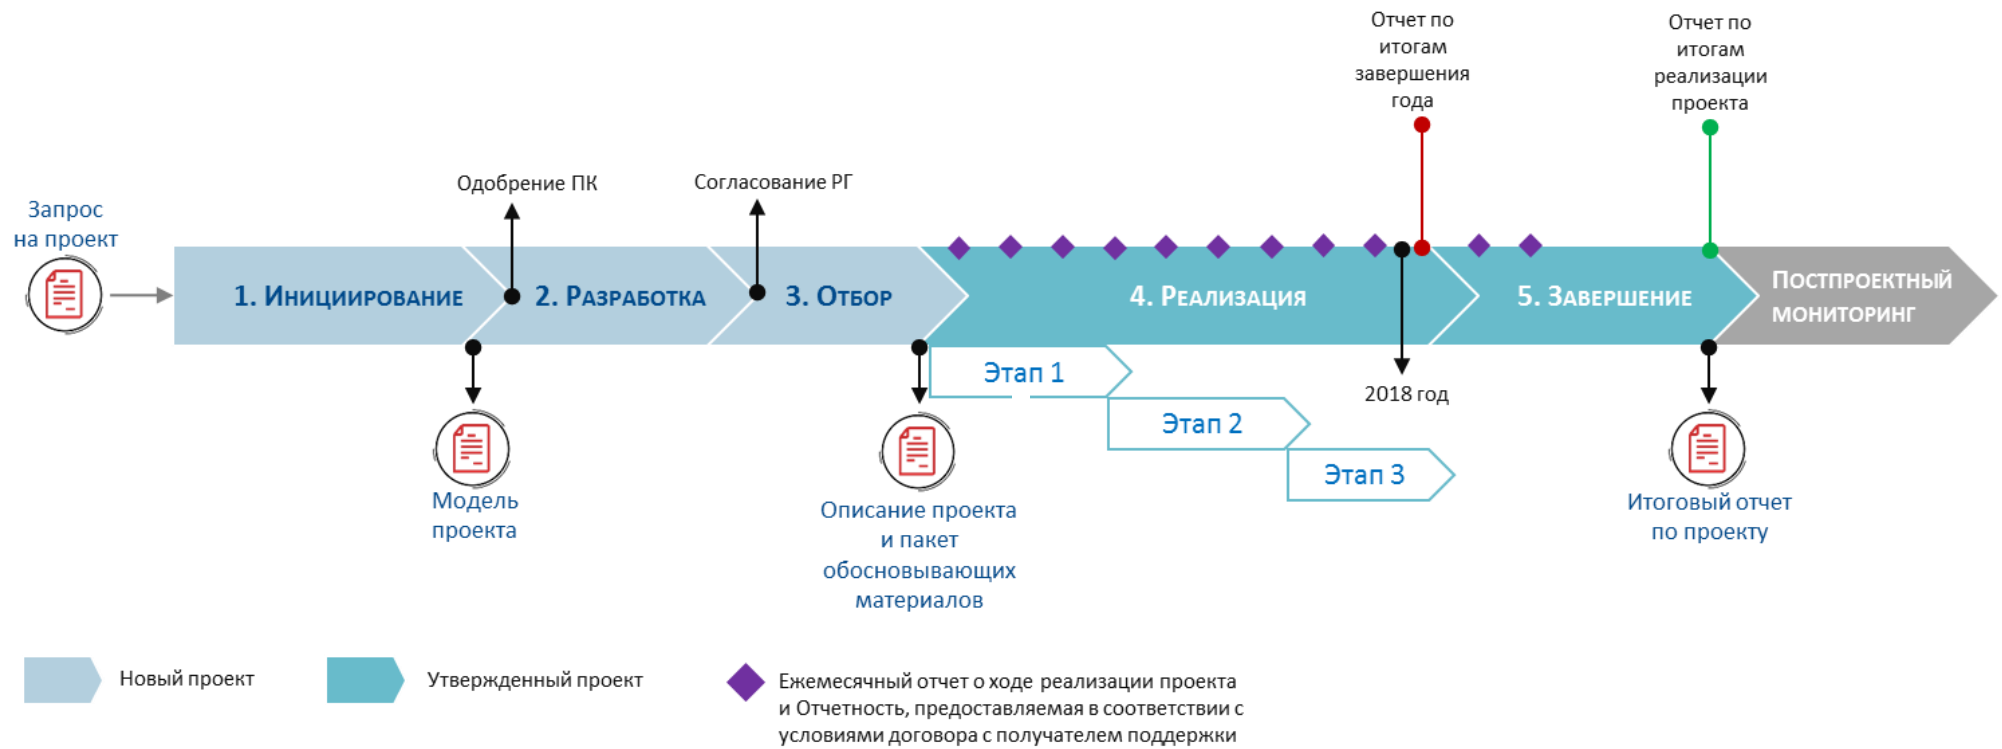 Отчет по
итогам
завершения
года
Отчет по
итогам
реализации
проекта
Одобрение ПК
Согласование РГ
Запрос
на проект
1. Инициирование
2. Разработка
3. Отбор
4. Реализация
5. Завершение
Постпроектный
мониторинг
Этап 1
Этап 2
Этап 3
2018 год
Модель
проекта
Описание проекта
и пакет
обосновывающих
материалов
Итоговый отчет
по проекту
Новый проект
Утвержденный проект
Ежемесячный отчет о ходе реализации проекта
и Отчетность, предоставляемая в соответствии с
условиями договора с получателем поддержки